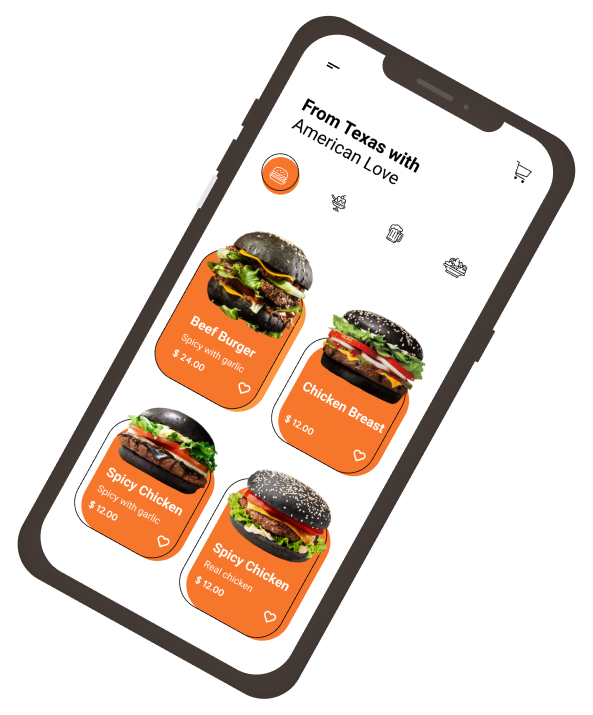 From Texas with
American Love
Beef Burger
Spicy with garlic
$ 24.00
Chicken Breast
$ 12.00
Spicy Chicken
Spicy with garlic
$ 12.00
Spicy Chicken
Real chicken
$ 12.00